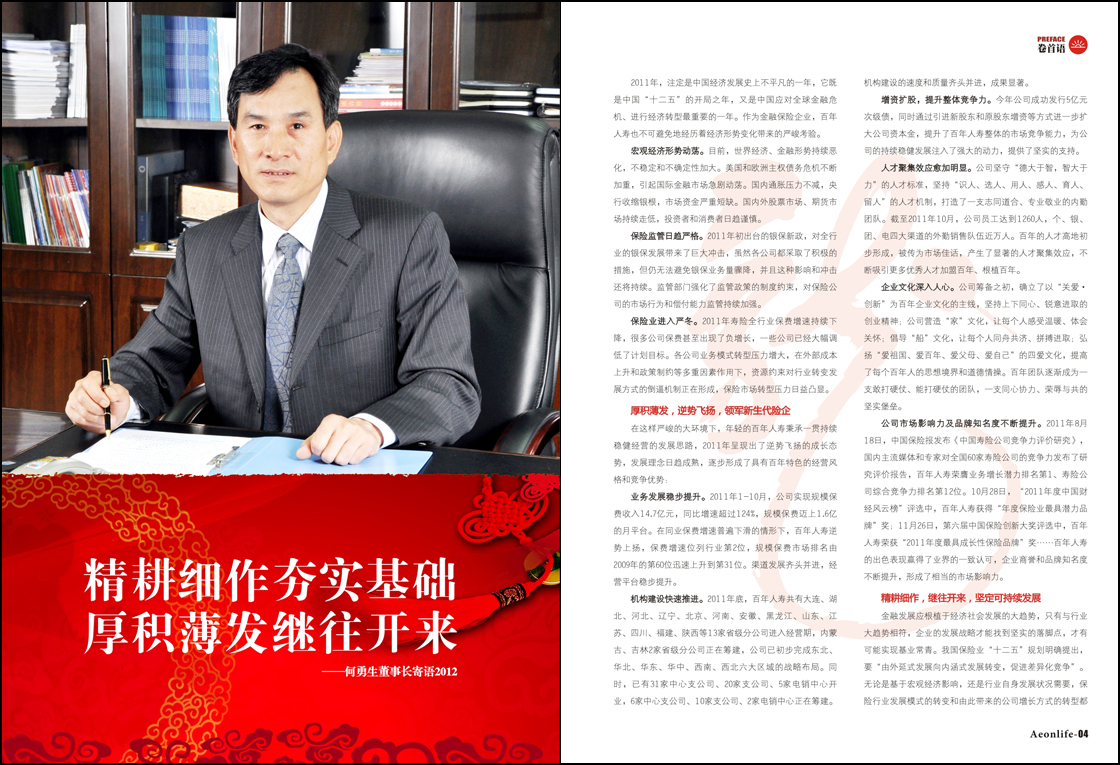 精耕细作夯实基础
厚积薄发继往开来
——何勇生董事长寄语2012
PREFACE
卷首语
2011年，注定是中国经济发展史上不平凡的一年，它既
是中国“十二五”的开局之年，又是中国应对全球金融危
机、进行经济转型最重要的一年。作为金融保险企业，百年
人寿也不可避免地经历着经济形势变化带来的严峻考验。
宏观经济形势动荡。目前，世界经济、金融形势持续恶
化，不稳定和不确定性加大。美国和欧洲主权债务危机不断
加重，引起国际金融市场急剧动荡。国内通胀压力不减，央
行收缩银根，市场资金严重短缺。国内外股票市场、期货市
场持续走低，投资者和消费者日趋谨慎。
保险监管日趋严格。2011年初出台的银保新政，对全行
业的银保发展带来了巨大冲击，虽然各公司都采取了积极的
措施，但仍无法避免银保业务量骤降，并且这种影响和冲击
还将持续。监管部门强化了监管政策的制度约束，对保险公
司的市场行为和偿付能力监管持续加强。
保险业进入严冬。2011年寿险全行业保费增速持续下
降，很多公司保费甚至出现了负增长，一些公司已经大幅调
低了计划目标。各公司业务模式转型压力增大，在外部成本
上升和政策制约等多重因素作用下，资源约束对行业转变发
展方式的倒逼机制正在形成，保险市场转型压力日益凸显。
厚积薄发，逆势飞扬，领军新生代险企
在这样严峻的大环境下，年轻的百年人寿秉承一贯持续
稳健经营的发展思路，2011年呈现出了逆势飞扬的成长态
势，发展理念日趋成熟，逐步形成了具有百年特色的经营风
格和竞争优势：
业务发展稳步提升。2011年1-10月，公司实现规模保
费收入14.7亿元，同比增速超过124%，规模保费迈上1.6亿
的月平台。在同业保费增速普遍下滑的情形下，百年人寿逆
势上扬，保费增速位列行业第2位，规模保费市场排名由
2009年的第60位迅速上升到第31位。渠道发展齐头并进，经
营平台稳步提升。
机构建设快速推进。2011年底，百年人寿共有大连、湖
北、河北、辽宁、北京、河南、安徽、黑龙江、山东、江
苏、四川、福建、陕西等13家省级分公司进入经营期，内蒙
古、吉林2家省级分公司正在筹建，公司已初步完成东北、
华北、华东、华中、西南、西北六大区域的战略布局。同
时，已有31家中心支公司、20家支公司、5家电销中心开
业，6家中心支公司、10家支公司、2家电销中心正在筹建。
机构建设的速度和质量齐头并进，成果显著。
增资扩股，提升整体竞争力。今年公司成功发行5亿元
次级债，同时通过引进新股东和原股东增资等方式进一步扩
大公司资本金，提升了百年人寿整体的市场竞争能力，为公
司的持续稳健发展注入了强大的动力，提供了坚实的支持。
人才聚集效应愈加明显。公司坚守“德大于智，智大于
力”的人才标准，坚持“识人、选人、用人、感人、育人、
留人”的人才机制，打造了一支志同道合、专业敬业的内勤
团队。截至2011年10月，公司员工达到1260人，个、银、
团、电四大渠道的外勤销售队伍近万人。百年的人才高地初
步形成，被传为市场佳话，产生了显著的人才聚集效应，不
断吸引更多优秀人才加盟百年、根植百年。
企业文化深入人心。公司筹备之初，确立了以“关爱·
创新”为百年企业文化的主线，坚持上下同心、锐意进取的
创业精神；公司营造“家”文化，让每个人感受温暖、体会
关怀；倡导“船”文化，让每个人同舟共济、拼搏进取；弘
扬“爱祖国、爱百年、爱父母、爱自己”的四爱文化，提高
了每个百年人的思想境界和道德情操。百年团队逐渐成为一
支敢打硬仗、能打硬仗的团队，一支同心协力、荣辱与共的
坚实堡垒。
公司市场影响力及品牌知名度不断提升。2011年8月
18日，中国保险报发布《中国寿险公司竞争力评价研究》，
国内主流媒体和专家对全国60家寿险公司的竞争力发布了研
究评价报告，百年人寿荣膺业务增长潜力排名第1、寿险公
司综合竞争力排名第12位。10月28日，“2011年度中国财
经风云榜”评选中，百年人寿获得“年度保险业最具潜力品
牌”奖；11月26日，第六届中国保险创新大奖评选中，百年
人寿荣获“2011年度最具成长性保险品牌”奖……百年人寿
的出色表现赢得了业界的一致认可，企业商誉和品牌知名度
不断提升，形成了相当的市场影响力。
精耕细作，继往开来，坚定可持续发展
金融发展应根植于经济社会发展的大趋势，只有与行业
大趋势相符，企业的发展战略才能找到坚实的落脚点，才有
可能实现基业常青。我国保险业“十二五”规划明确提出，
要“由外延式发展向内涵式发展转变，促进差异化竞争”。
无论是基于宏观经济影响，还是行业自身发展状况需要，保
险行业发展模式的转变和由此带来的公司增长方式的转型都
Aeonlife-04